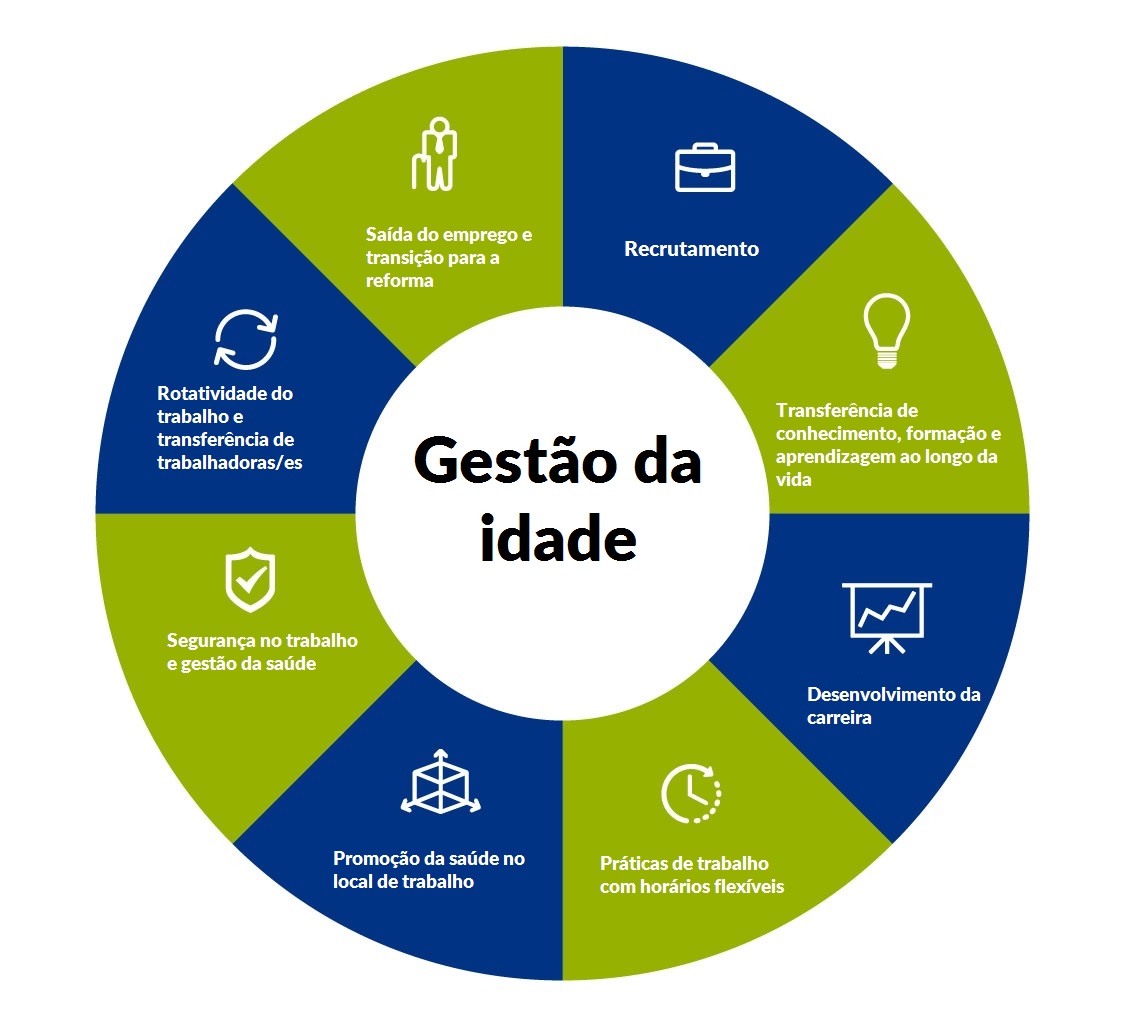 Gestão da
idade
Recrutamento
Transferência de
conhecimento, formação e
aprendizagem ao longo da
vida
Desenvolvimento da
carreira
Práticas de trabalho
com horários flexíveis
Promoção da saúde no
local de trabalho
Segurança no trabalho
e gestão da saúde
Rotatividade do
trabalho e
transferência de
trabalhadoras/es
Saída do emprego e
transição para a
reforma